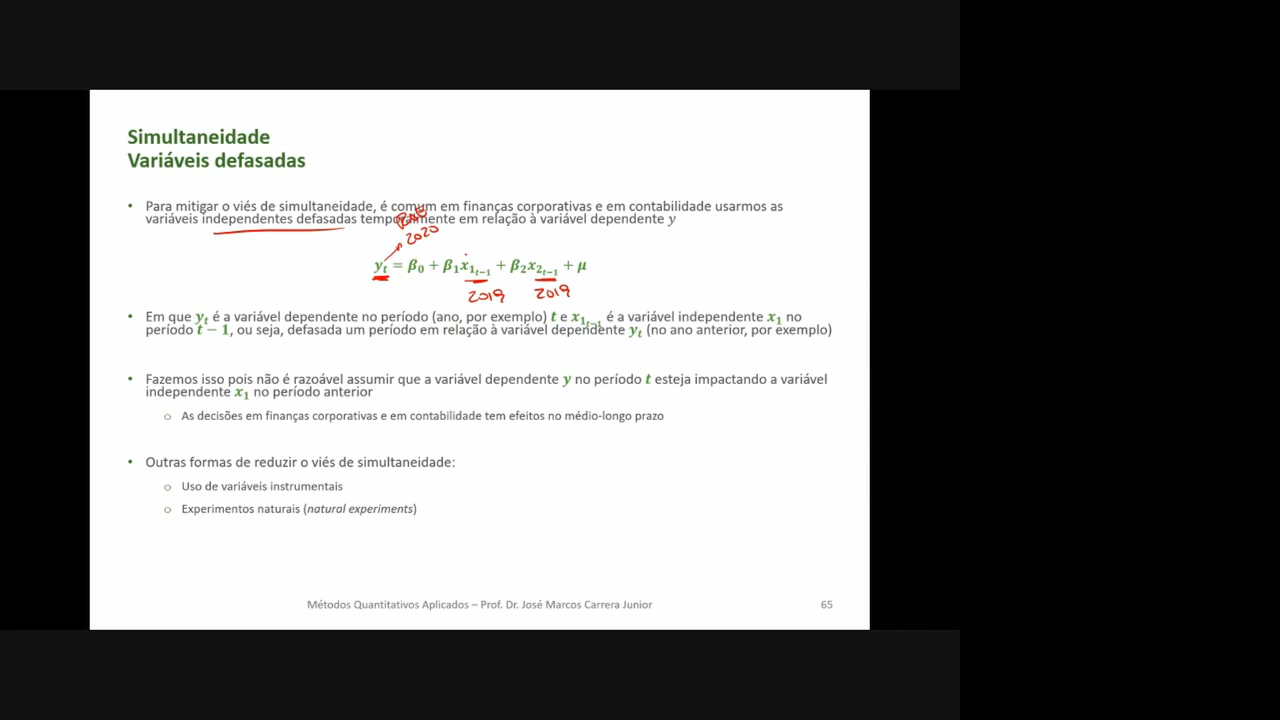 Simultaneidade
Variáveis defasadas
• Para mitigar o viés de simultaneidade, é comum em finanças corporativas e em contabilidade usarmos as
variáveis independentes defasadas temporalmente em relação à variável dependente y
2020
yₜ = β₀ + β₁x₁ₜ₋₁ + β₂x₂ₜ₋₁ + μ
2019 2019
• Em que yₜ é a variável dependente no período (ano, por exemplo) t e x₁ₜ₋₁ é a variável independente x₁ no
período t − 1, ou seja, defasada um período em relação à variável dependente yₜ (no ano anterior, por exemplo)
• Fazemos isso pois não é razoável assumir que a variável dependente y no período t esteja impactando a variável
independente x₁ no período anterior
o As decisões em finanças corporativas e em contabilidade tem efeitos no médio-longo prazo
• Outras formas de reduzir o viés de simultaneidade:
o Uso de variáveis instrumentais
o Experimentos naturais (natural experiments)
Métodos Quantitativos Aplicados – Prof. Dr. José Marcos Carrera Junior 65